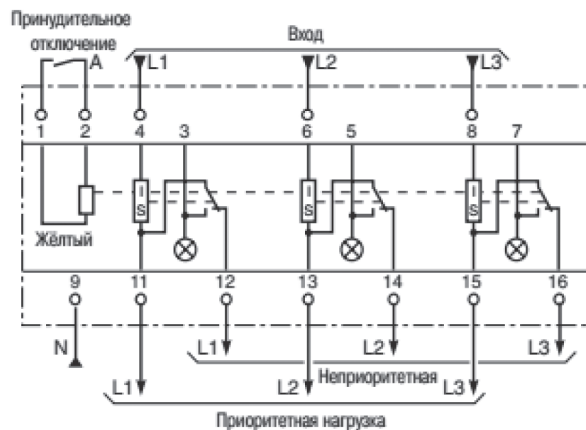 Принудительное
отключение
Вход
A L1 L2 L3
1 2 4 3 6 5 8 7
I S I S I S
Жёлтый
9 11 12 13 14 15 16
N L1 L2 L3
Неприоритетная
L1 L2 L3
Приоритетная нагрузка